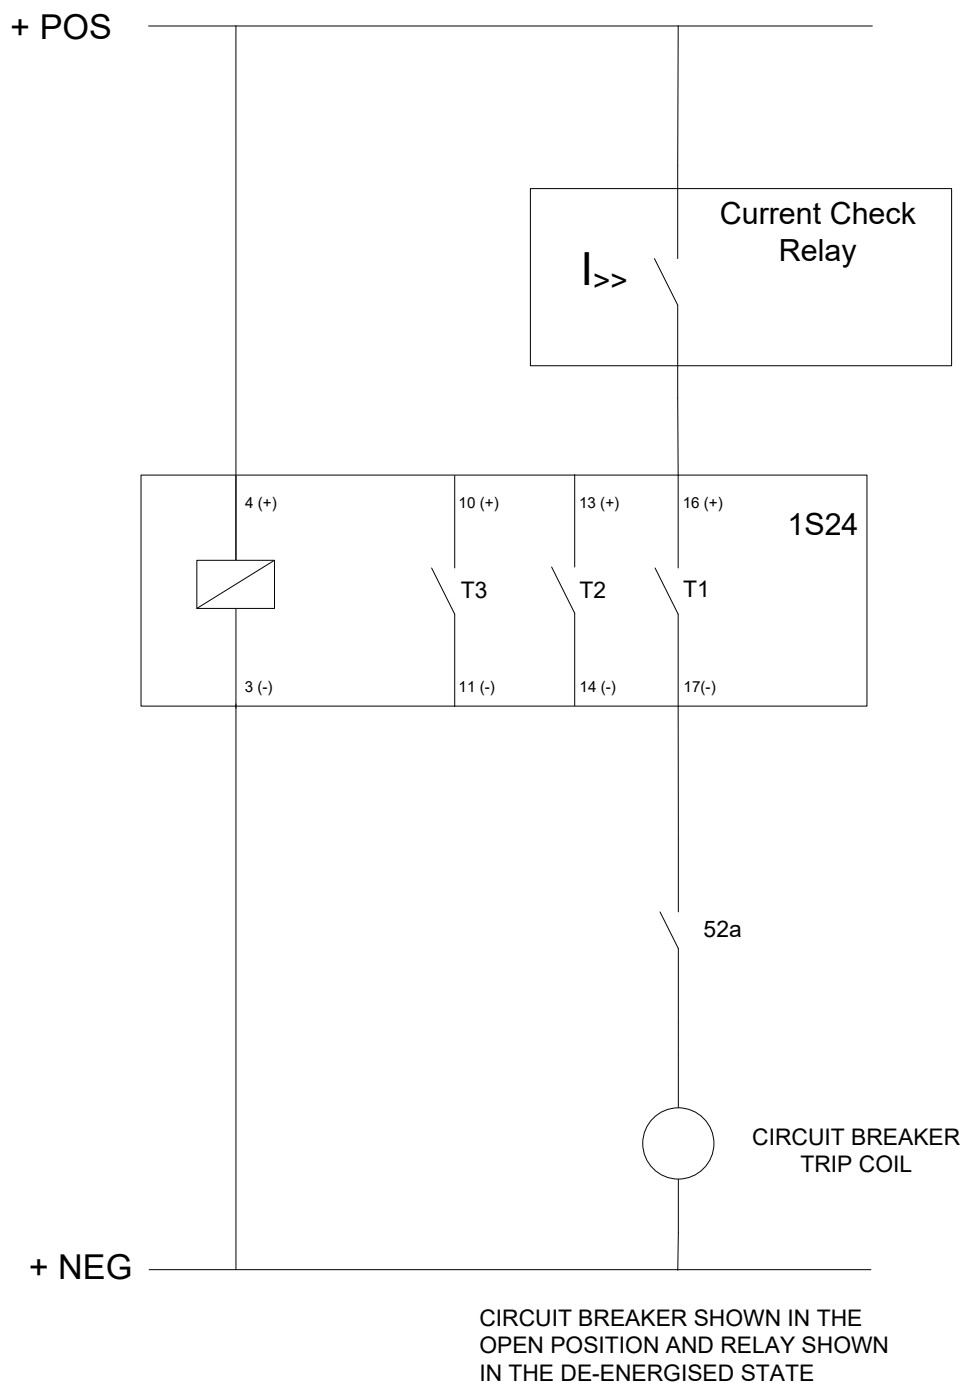 + POS
Current Check
Relay
I>>
4 (+)
10 (+)
13 (+)
16 (+)
1S24
T3
T2
T1
3 (-)
11 (-)
14 (-)
17(-)
52a
CIRCUIT BREAKER
TRIP COIL
+ NEG
CIRCUIT BREAKER SHOWN IN THE
OPEN POSITION AND RELAY SHOWN
IN THE DE-ENERGISED STATE